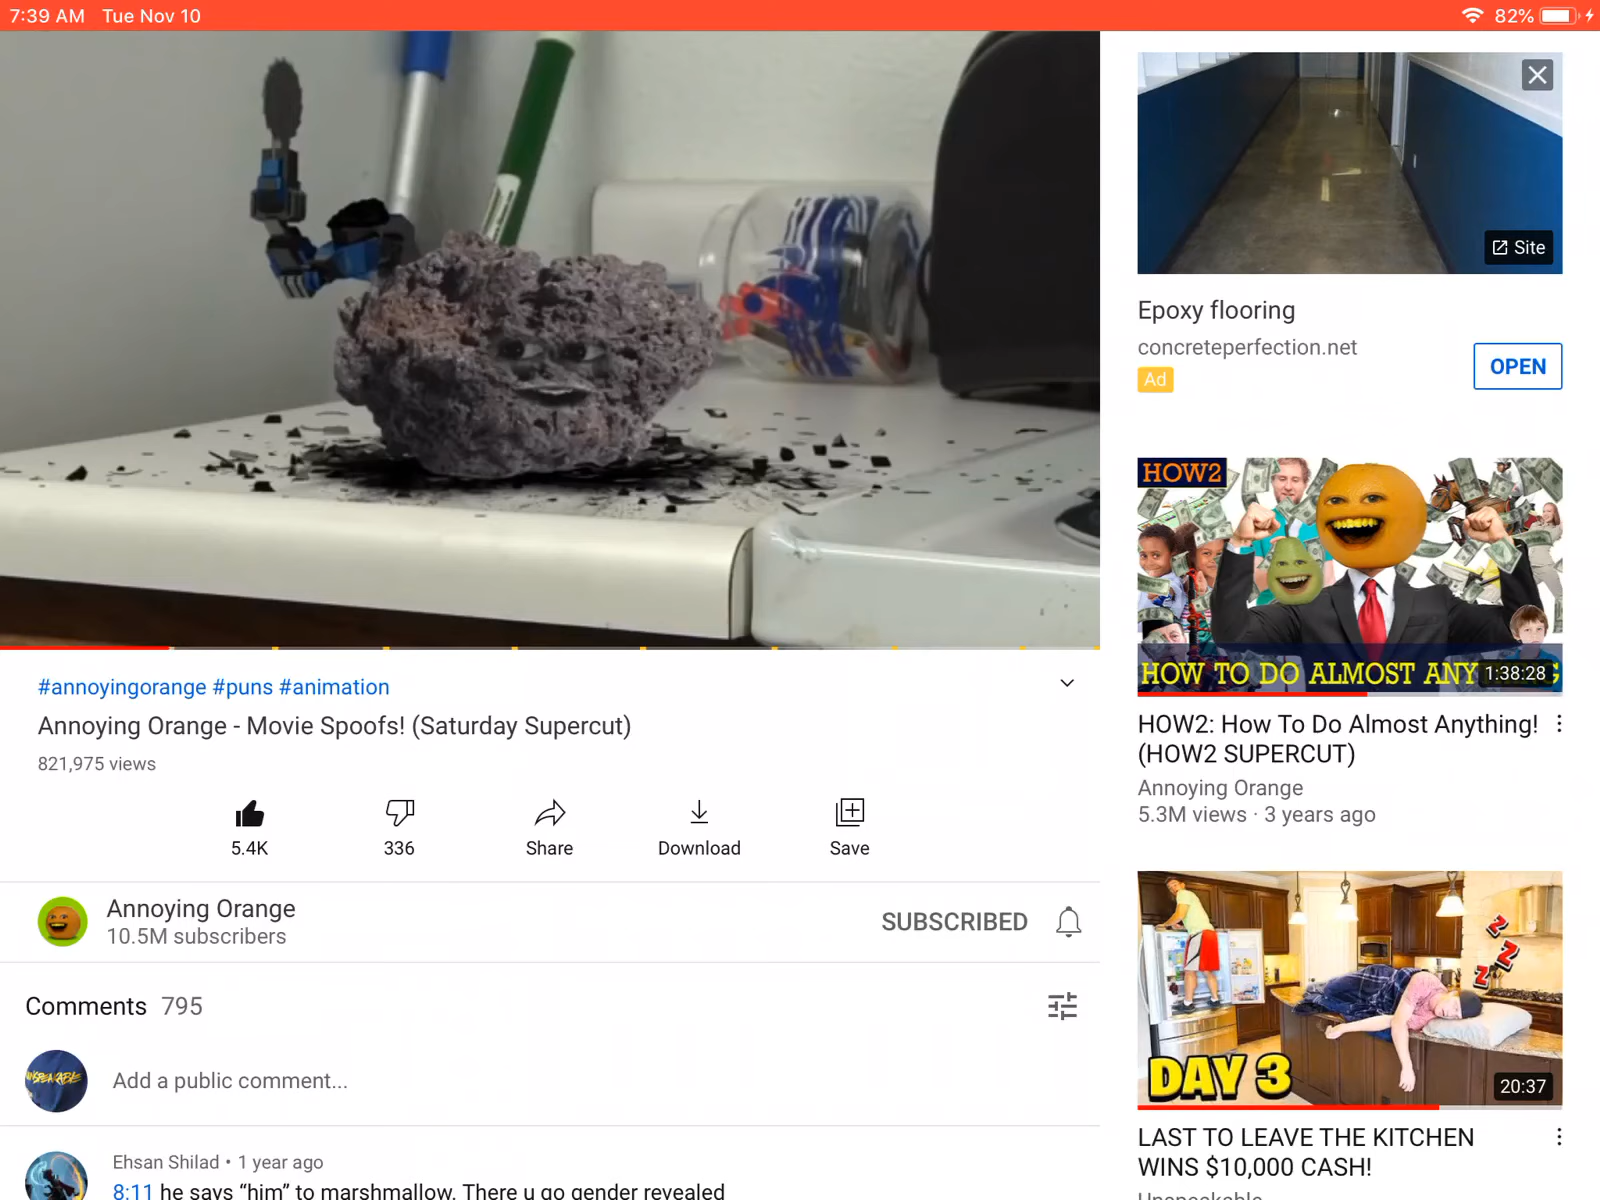 7:39 AM Tue Nov 10
82%
#annoyingorange #puns #animation
Annoying Orange - Movie Spoofs! (Saturday Supercut)
821,975 views
5.4K
336
Share
Download
Save
Annoying Orange
10.5M subscribers
SUBSCRIBED
Comments 795
UNSPEAKABLE
Add a public comment...
Ehsan Shilad • 1 year ago
8:11 he says “him” to marshmallow. There u go gender revealed
Site
Epoxy flooring
concreteperfection.net
Ad
OPEN
HOW2
HOW TO DO ALMOST ANY
1:38:28
HOW2: How To Do Almost Anything!
(HOW2 SUPERCUT)
Annoying Orange
5.3M views · 3 years ago
Z
Z
Z
DAY 3
20:37
LAST TO LEAVE THE KITCHEN
WINS $10,000 CASH!
Unspeakable